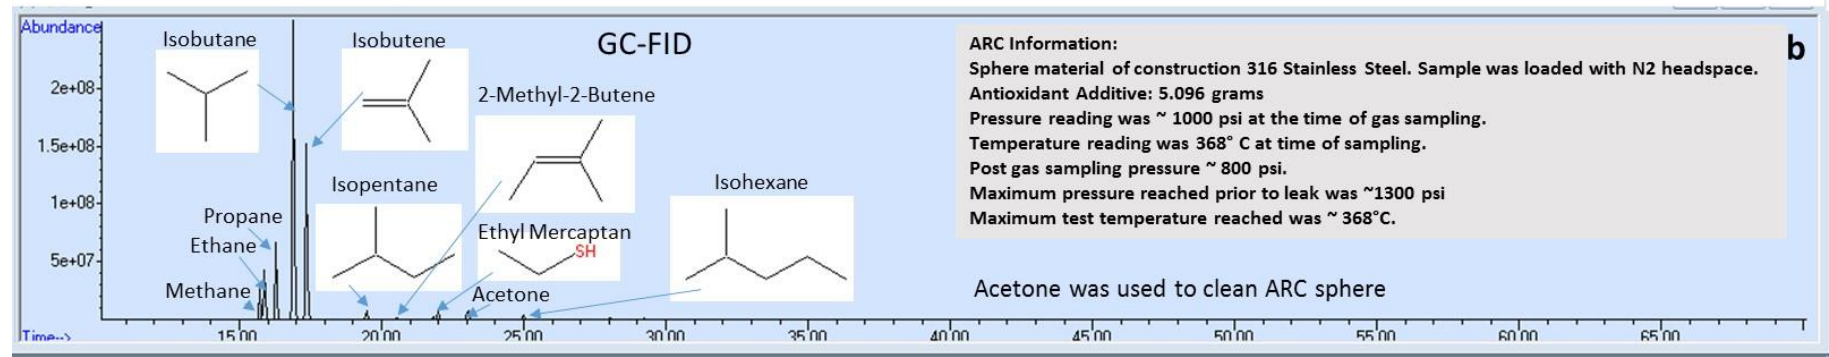 Abundance
Isobutane
Isobutene
GC-FID
ARC Information:
b
Sphere material of construction 316 Stainless Steel. Sample was loaded with N2 headspace.
2e+08
2-Methyl-2-Butene
Antioxidant Additive: 5.096 grams
Pressure reading was ~ 1000 psi at the time of gas sampling.
1.5e+08
Temperature reading was 368° C at time of sampling.
Post gas sampling pressure ~ 800 psi.
Isopentane
Isohexane
Maximum pressure reached prior to leak was ~1300 psi
1e+08
Maximum test temperature reached was ~ 368°C.
Propane
Ethyl Mercaptan
Ethane
SH
5e+07
Methane
Acetone
Acetone was used to clean ARC sphere
Time--> 15.00 20.00 25.00 30.00 35.00 40.00 45.00 50.00 55.00 60.00 65.00